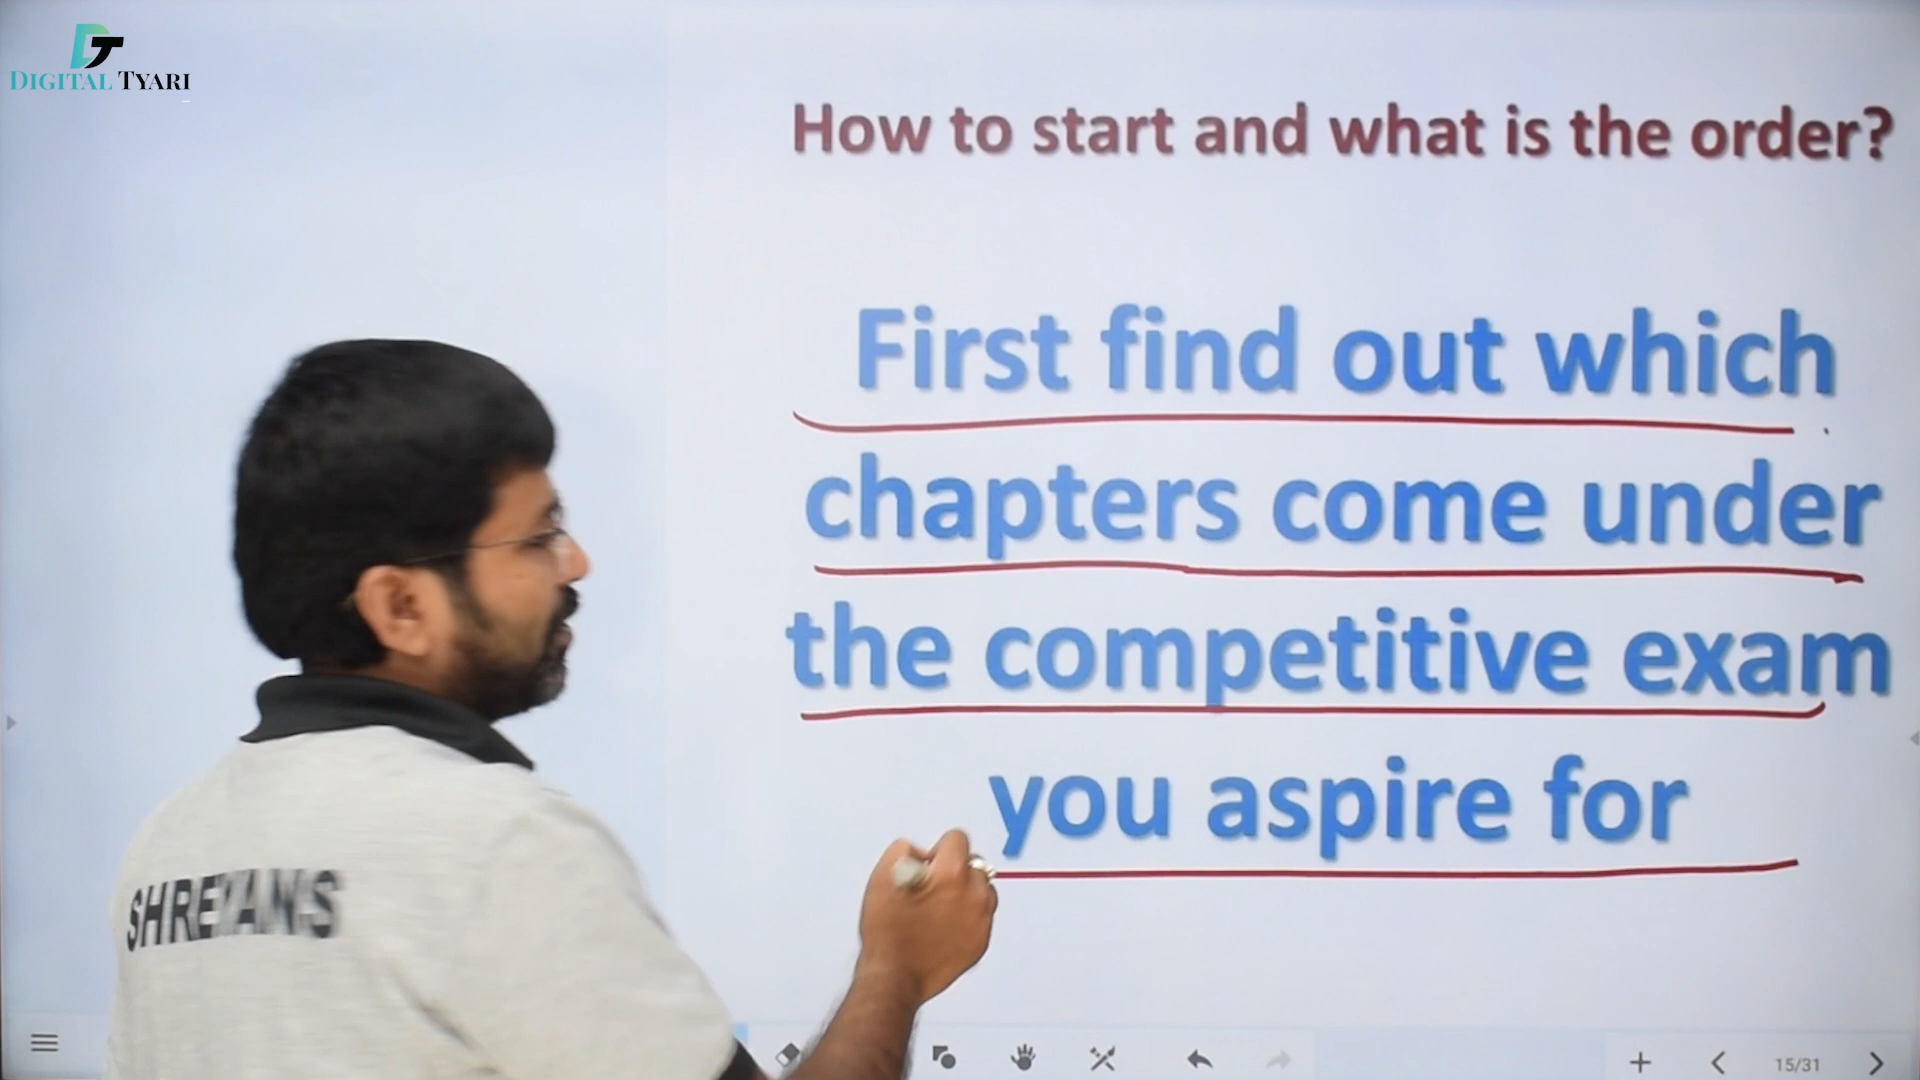 DT
DIGITAL TYARI
How to start and what is the order?
First find out which
chapters come under
the competitive exam
you aspire for
SHREYANS
15/31